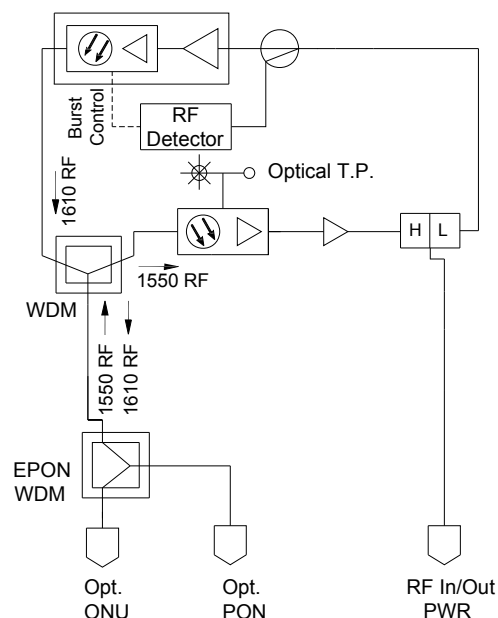 Burst
Control
RF
Detector
Optical T.P.
1610 RF
H L
1550 RF
WDM
1550 RF
1610 RF
EPON
WDM
Opt.
ONU
Opt.
PON
RF In/Out
PWR